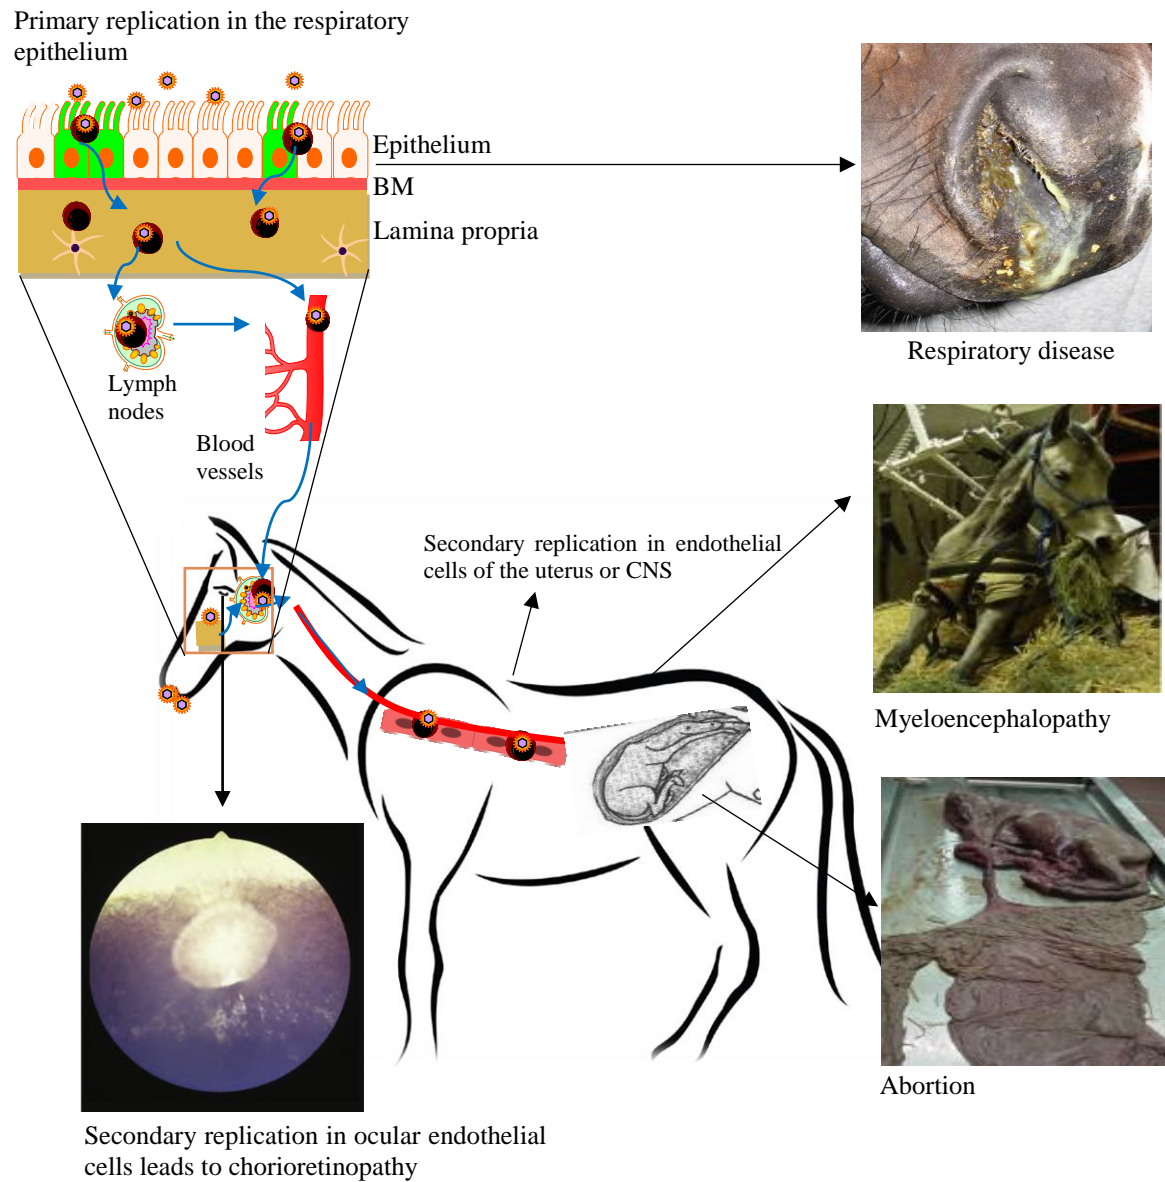 Primary replication in the respiratory
epithelium
Epithelium
BM
Lamina propria
Respiratory disease
Lymph
nodes
Blood
vessels
Secondary replication in endothelial
cells of the uterus or CNS
Myeloencephalopathy
Abortion
Secondary replication in ocular endothelial
cells leads to chorioretinopathy